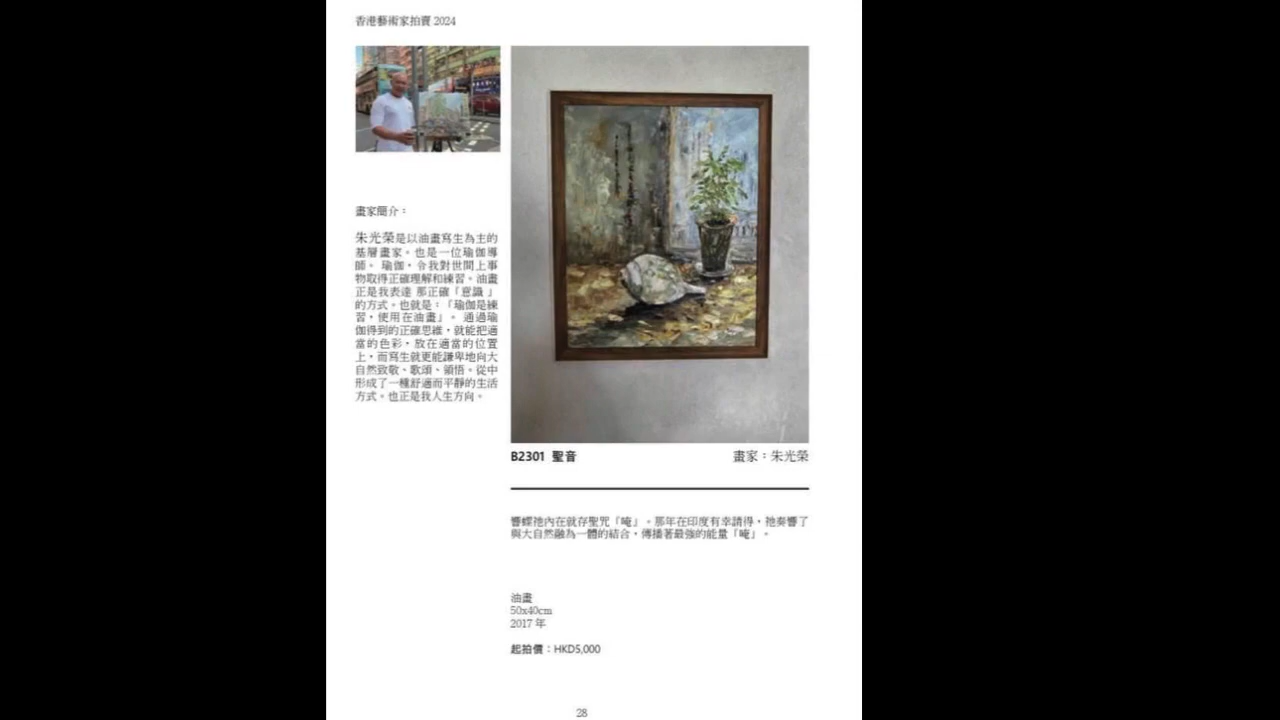 香港藝術家拍賣 2024
畫家簡介：
朱光榮是以油畫寫生為主的
基層畫家。也是一位瑜伽導
師。 瑜伽，令我對世間上事
物取得正確理解和練習。油畫
正是我表達 那正確「意識 」
的方式。也就是：「瑜伽是練
習，使用在油畫」。 通過瑜
伽得到的正確思維，就能把適
當的色彩，放在適當的位置
上，而寫生就更能謙卑地向大
自然致敬、歌頌、領悟。從中
形成了一種舒適而平靜的生活
方式。也正是我人生方向。
B2301 聖音
畫家：朱光榮
響螺祂內在就存聖咒「唵」。那年在印度有幸請得，祂奏響了
與大自然融為一體的結合，傳播著最強的能量「唵」。
油畫
50x40cm
2017 年
起拍價：HKD5,000
28